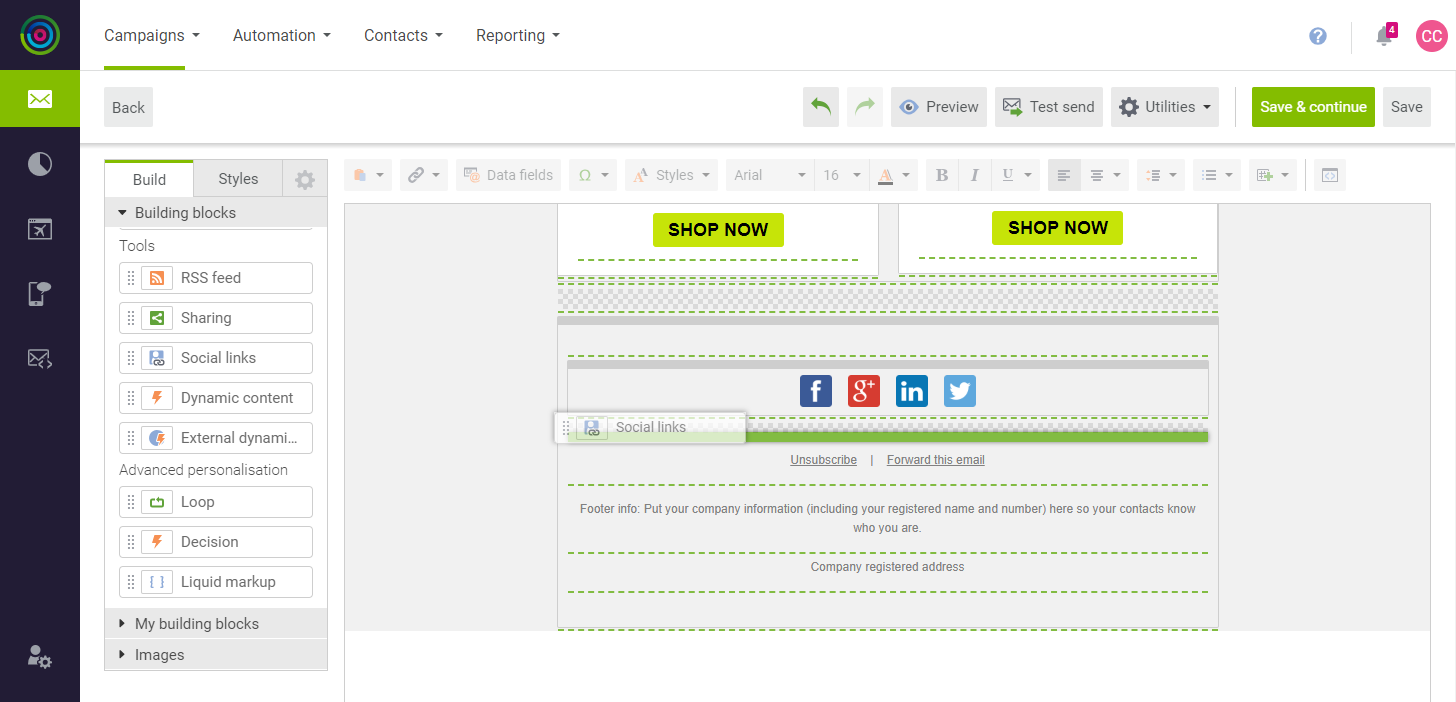 Campaigns Automation Contacts Reporting ? 4 CC
Back Preview Test send Utilities Save & continue Save
Build Styles Data fields Ω A Styles Arial 16 A B I U
Building blocks
SHOP NOW SHOP NOW
Tools
RSS feed
Sharing
Social links
Dynamic content
External dynami...
Advanced personalisation
Loop
Decision
Liquid markup
My building blocks
Images
f g+ in
Social links
Unsubscribe | Forward this email
Footer info: Put your company information (including your registered name and number) here so your contacts know
who you are.
Company registered address